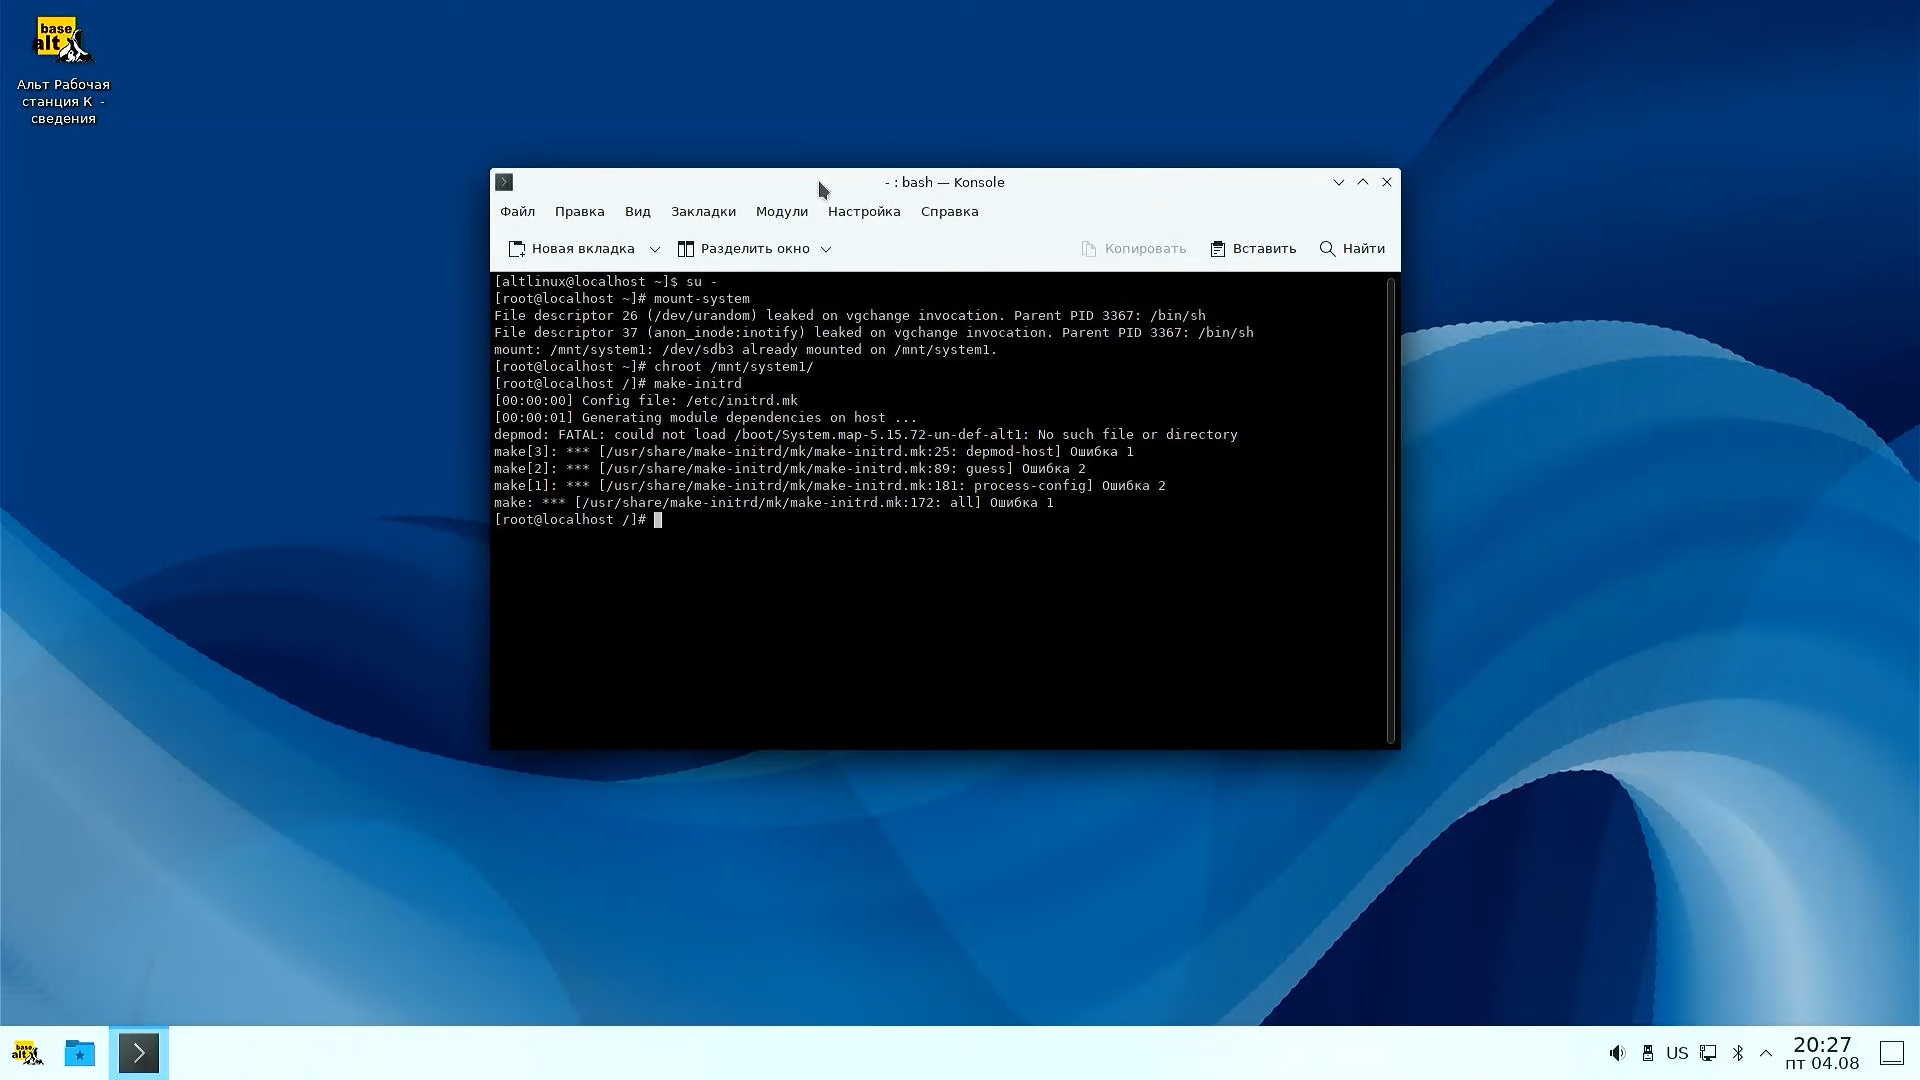 base
alt
Альт Рабочая
станция К -
сведения
- : bash — Konsole
Файл Правка Вид Закладки Модули Настройка Справка
Новая вкладка Разделить окно Копировать Вставить Найти
[altlinux@localhost ~]$ su -
[root@localhost ~]# mount-system
File descriptor 26 (/dev/urandom) leaked on vgchange invocation. Parent PID 3367: /bin/sh
File descriptor 37 (anon_inode:inotify) leaked on vgchange invocation. Parent PID 3367: /bin/sh
mount: /mnt/system1: /dev/sdb3 already mounted on /mnt/system1.
[root@localhost ~]# chroot /mnt/system1/
[root@localhost /]# make-initrd
[00:00:00] Config file: /etc/initrd.mk
[00:00:01] Generating module dependencies on host ...
depmod: FATAL: could not load /boot/System.map-5.15.72-un-def-alt1: No such file or directory
make[3]: *** [/usr/share/make-initrd/mk/make-initrd.mk:25: depmod-host] Ошибка 1
make[2]: *** [/usr/share/make-initrd/mk/make-initrd.mk:89: guess] Ошибка 2
make[1]: *** [/usr/share/make-initrd/mk/make-initrd.mk:181: process-config] Ошибка 2
make: *** [/usr/share/make-initrd/mk/make-initrd.mk:172: all] Ошибка 1
[root@localhost /]#
base
alt
US
20:27
пт 04.08